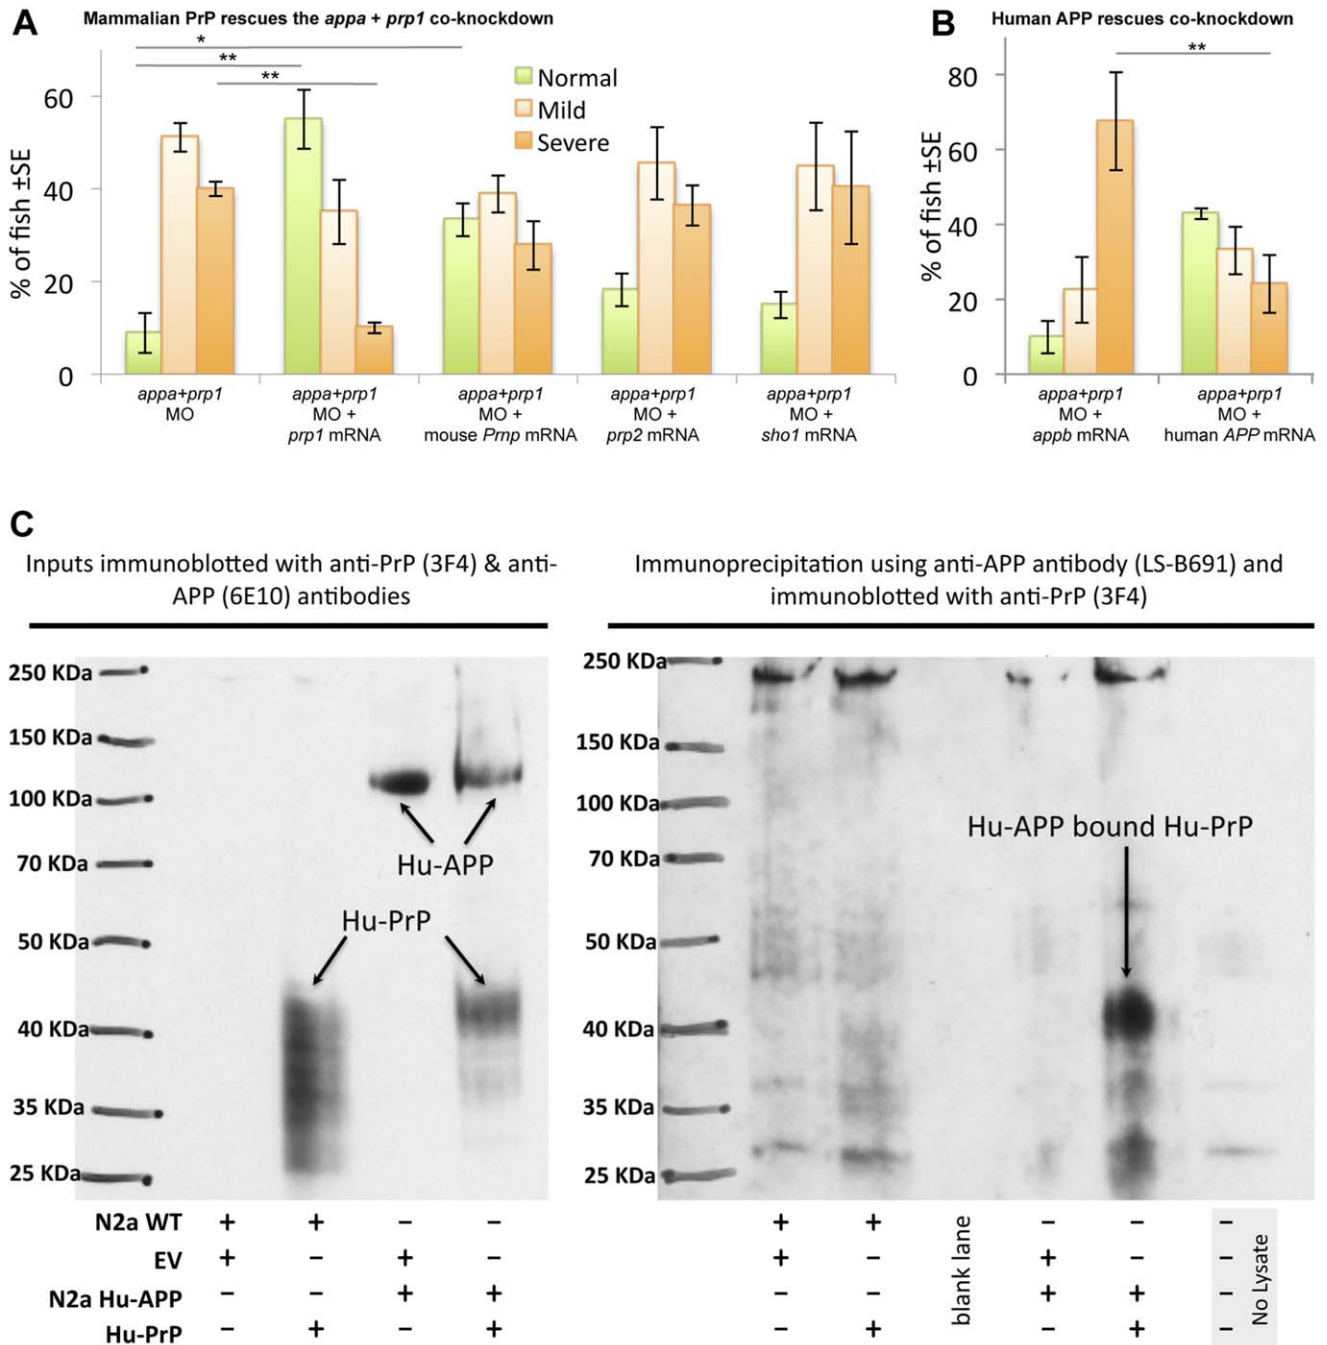 A
Mammalian PrP rescues the appa + prp1 co-knockdown
*
**
**
Normal
Mild
Severe
% of fish ±SE
60
40
20
0
appa+prp1
MO
appa+prp1
MO +
prp1 mRNA
appa+prp1
MO +
mouse Prnp mRNA
appa+prp1
MO +
prp2 mRNA
appa+prp1
MO +
sho1 mRNA
B
Human APP rescues co-knockdown
**
% of fish ±SE
80
60
40
20
0
appa+prp1
MO +
appb mRNA
appa+prp1
MO +
human APP mRNA
C
Inputs immunoblotted with anti-PrP (3F4) & anti-
APP (6E10) antibodies
250 KDa
150 KDa
100 KDa
70 KDa
50 KDa
40 KDa
35 KDa
25 KDa
Hu-APP
Hu-PrP
Immunoprecipitation using anti-APP antibody (LS-B691) and
immunoblotted with anti-PrP (3F4)
250 KDa
150 KDa
100 KDa
70 KDa
50 KDa
40 KDa
35 KDa
25 KDa
Hu-APP bound Hu-PrP
N2a WT + + – – + + – – –
EV + – + – + – + – –
N2a Hu-APP – – + + – – + + –
Hu-PrP – + – + – + – + –
blank lane
No Lysate